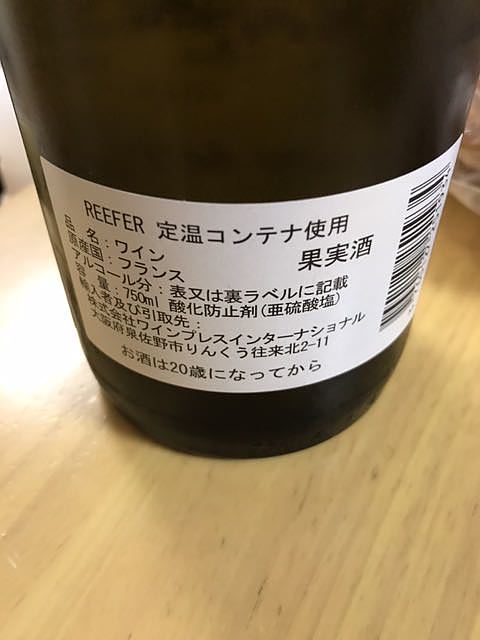 REEFER 定温コンテナ使用
品 名：ワイン
果実酒
原産国：フランス
アルコール分：表又は裏ラベルに記載
容 量：750ml 酸化防止剤(亜硫酸塩)
輸入者及び引取先：
株式会社ワインプレスインターナショナル
大阪府泉佐野市りんくう往来北2-11
お酒は20歳になってから